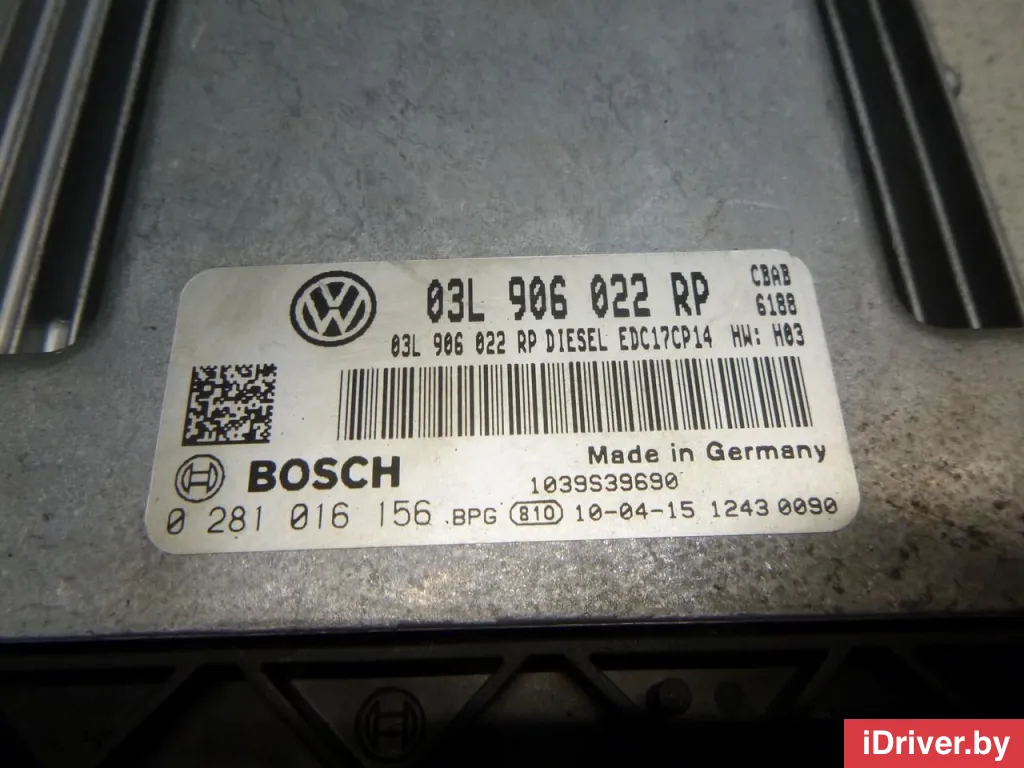 03L 906 022 RP CBAB
6188
03L 906 022 RP DIESEL EDC17CP14 HW: H03
Made in Germany
BOSCH 1039S39690
0 281 016 156 BPG 810 10-04-15 1243 0090
iDriver.by